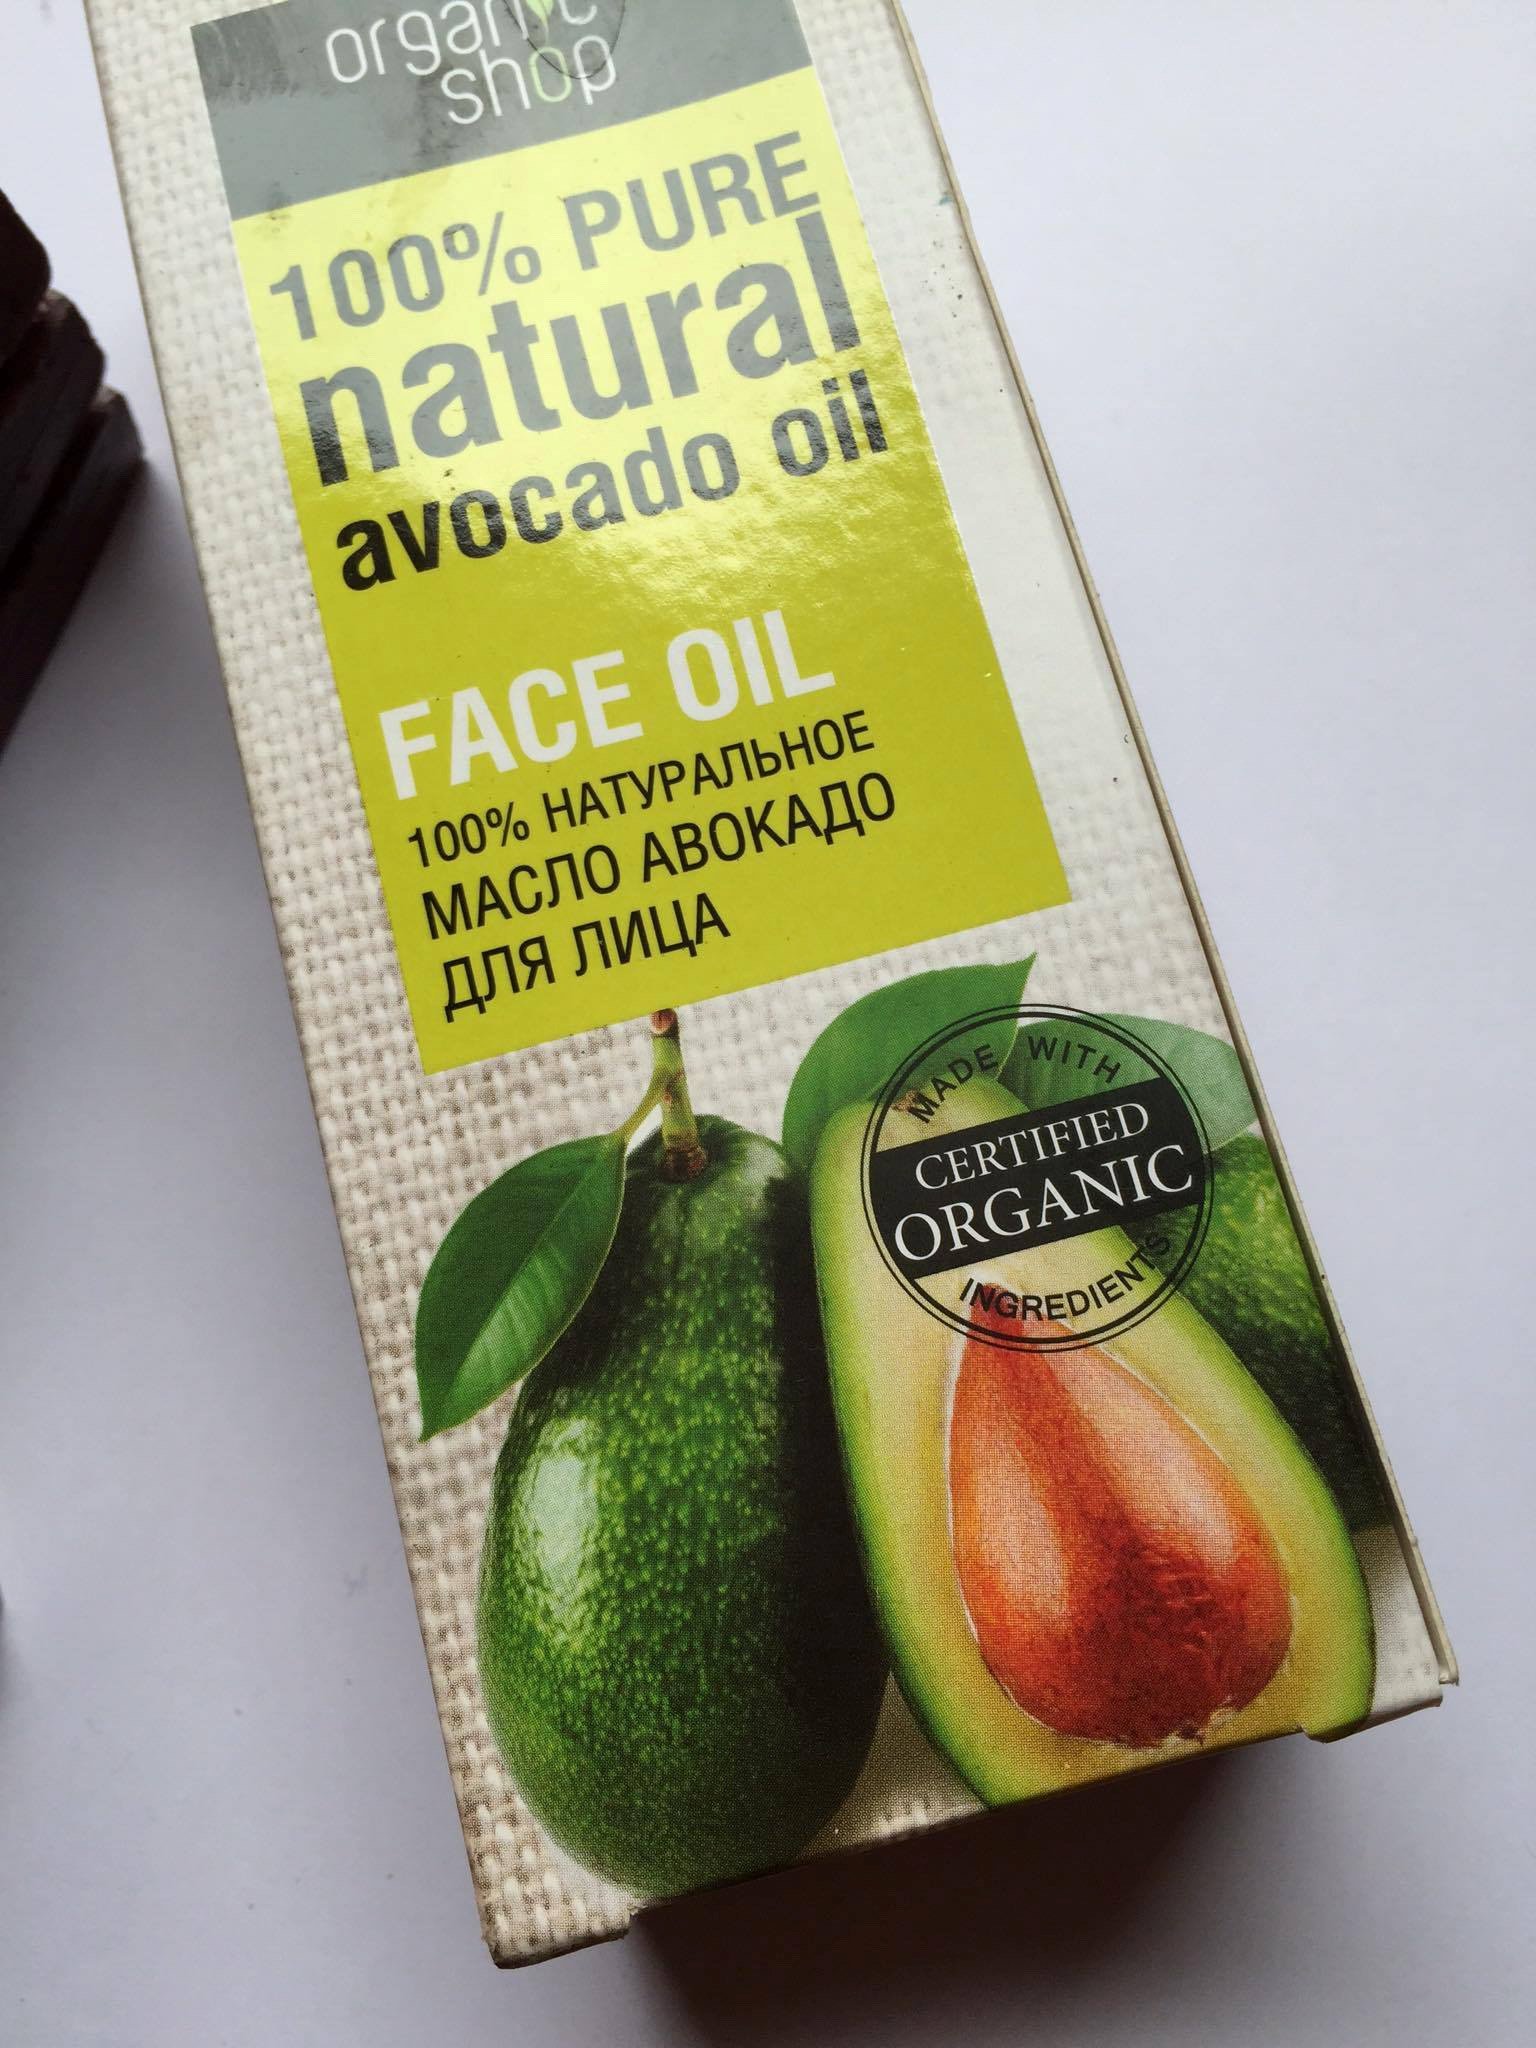 organic
shop
100% PURE
natural
avocado oil
FACE OIL
100% НАТУРАЛЬНОЕ
МАСЛО АВОКАДО
ДЛЯ ЛИЦА
MADE WITH
CERTIFIED
ORGANIC
INGREDIENTS